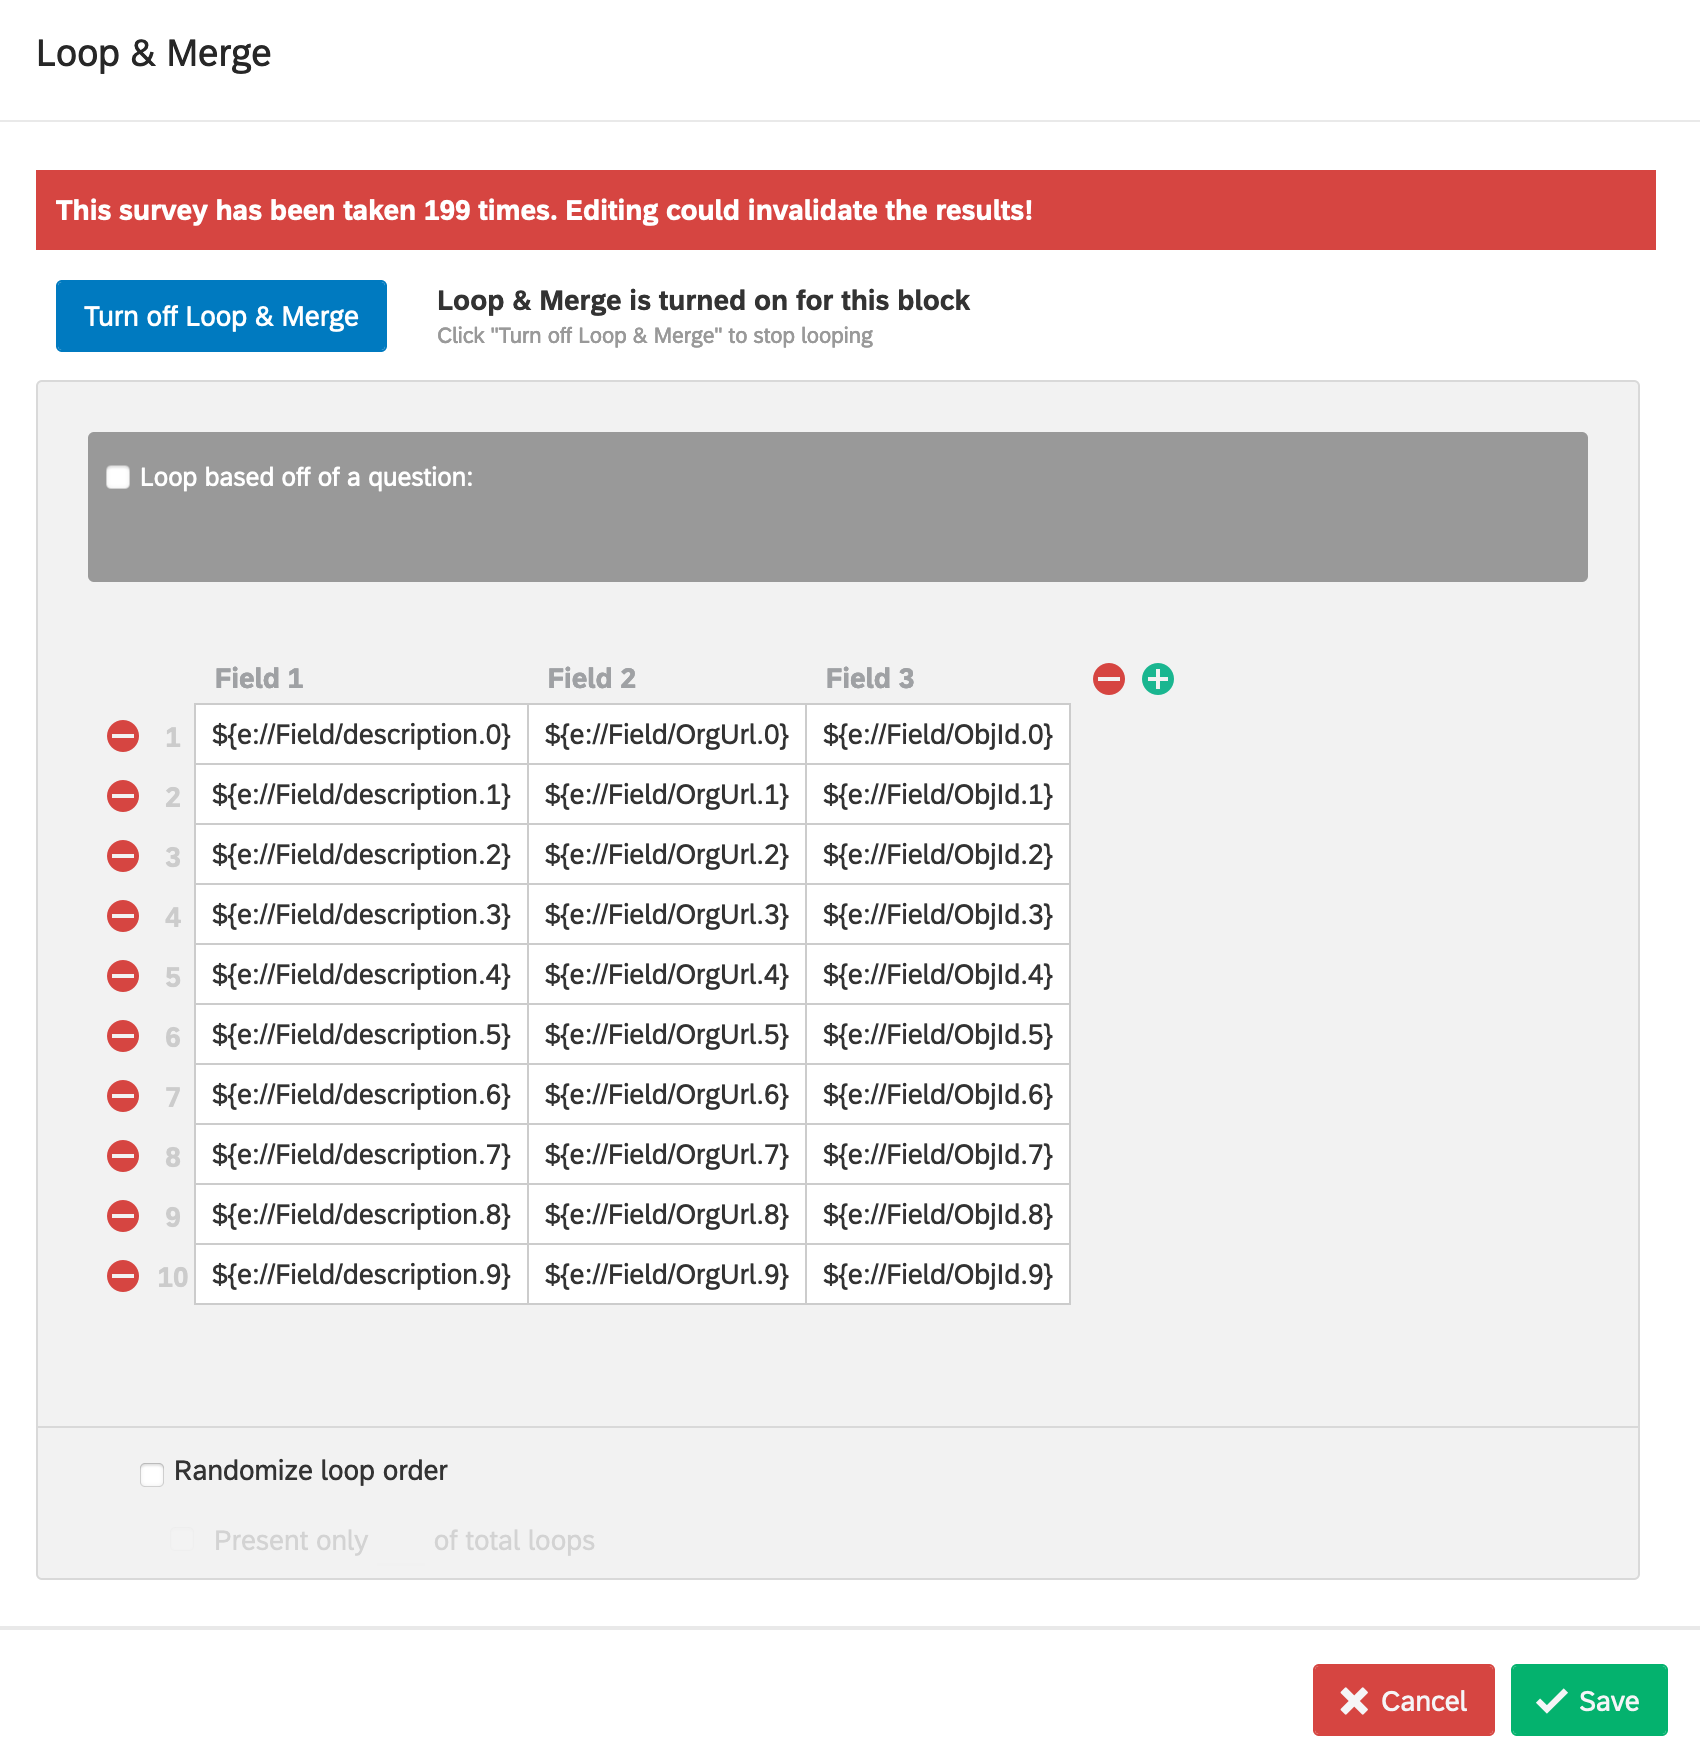 Loop & Merge
This survey has been taken 199 times. Editing could invalidate the results!
Turn off Loop & Merge
Loop & Merge is turned on for this block
Click "Turn off Loop & Merge" to stop looping
Loop based off of a question:
Field 1 Field 2 Field 3
1 ${e://Field/description.0} ${e://Field/OrgUrl.0} ${e://Field/ObjId.0}
2 ${e://Field/description.1} ${e://Field/OrgUrl.1} ${e://Field/ObjId.1}
3 ${e://Field/description.2} ${e://Field/OrgUrl.2} ${e://Field/ObjId.2}
4 ${e://Field/description.3} ${e://Field/OrgUrl.3} ${e://Field/ObjId.3}
5 ${e://Field/description.4} ${e://Field/OrgUrl.4} ${e://Field/ObjId.4}
6 ${e://Field/description.5} ${e://Field/OrgUrl.5} ${e://Field/ObjId.5}
7 ${e://Field/description.6} ${e://Field/OrgUrl.6} ${e://Field/ObjId.6}
8 ${e://Field/description.7} ${e://Field/OrgUrl.7} ${e://Field/ObjId.7}
9 ${e://Field/description.8} ${e://Field/OrgUrl.8} ${e://Field/ObjId.8}
10 ${e://Field/description.9} ${e://Field/OrgUrl.9} ${e://Field/ObjId.9}
Randomize loop order
Present only of total loops
Cancel Save